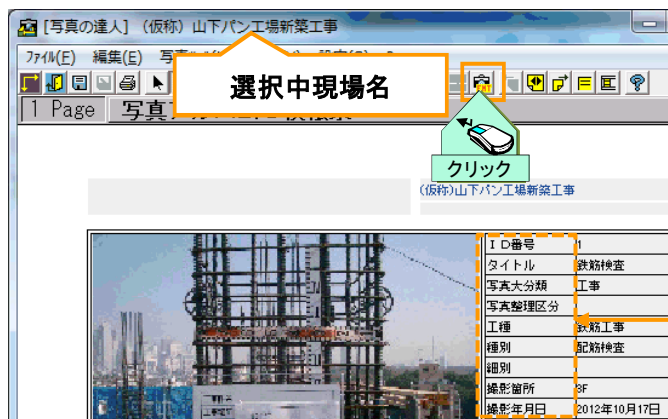 [写真の達人] (仮称) 山下パン工場新築工事
ファイル(E) 編集(E)
選択中現場名
EMT
1 Page
クリック
(仮称)山下パン工場新築工事
ID番号 1
タイトル 鉄筋検査
写真大分類 工事
写真整理区分
工種 鉄筋工事
種別 配筋検査
細別
撮影箇所 3F
撮影年月日 2012年10月17日